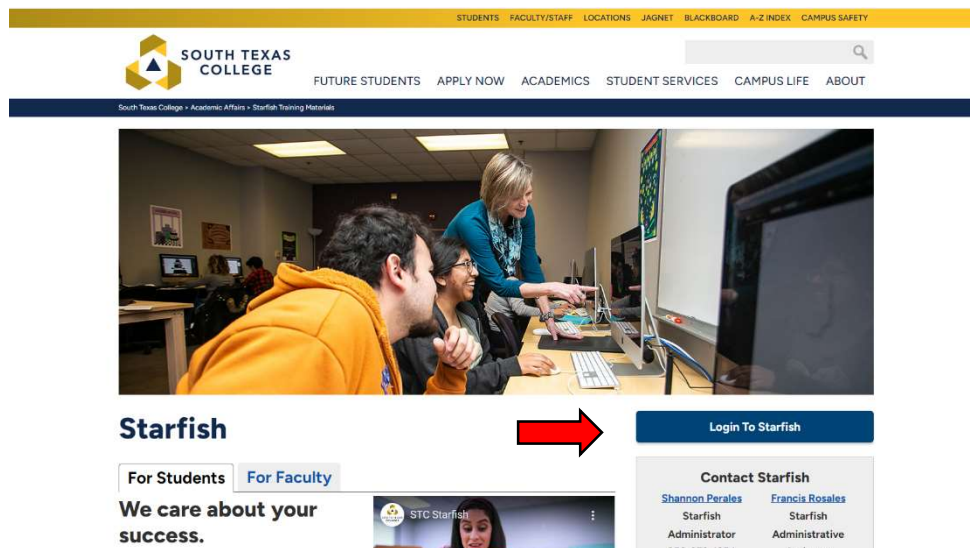 STUDENTS FACULTY/STAFF LOCATIONS JAGNET BLACKBOARD A-Z INDEX CAMPUS SAFETY
SOUTH TEXAS
COLLEGE
FUTURE STUDENTS APPLY NOW ACADEMICS STUDENT SERVICES CAMPUS LIFE ABOUT
South Texas College » Academic Affairs » Starfish Training Materials
Starfish
Login To Starfish
For Students For Faculty
We care about your
success.
STC Starfish
Contact Starfish
Shannon Perales Francis Rosales
Starfish Starfish
Administrator Administrative